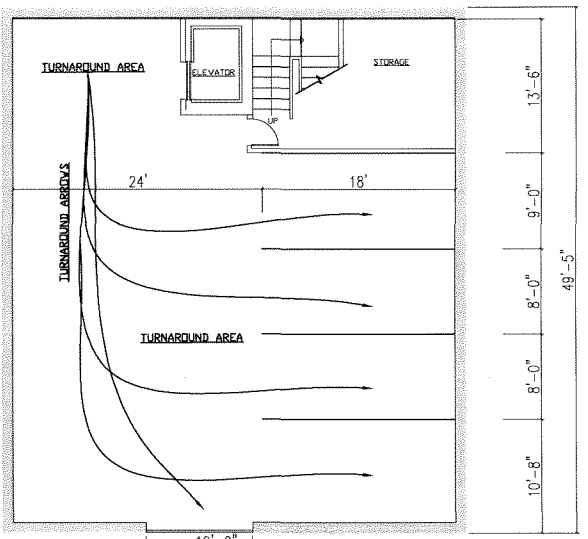 TURNAROUND AREA
ELEVATOR
STORAGE
UP
13'-6"
TURNAROUND ARROWS
24'
18'
9'-0"
8'-0"
49'-5"
TURNAROUND AREA
8'-0"
10'-8"